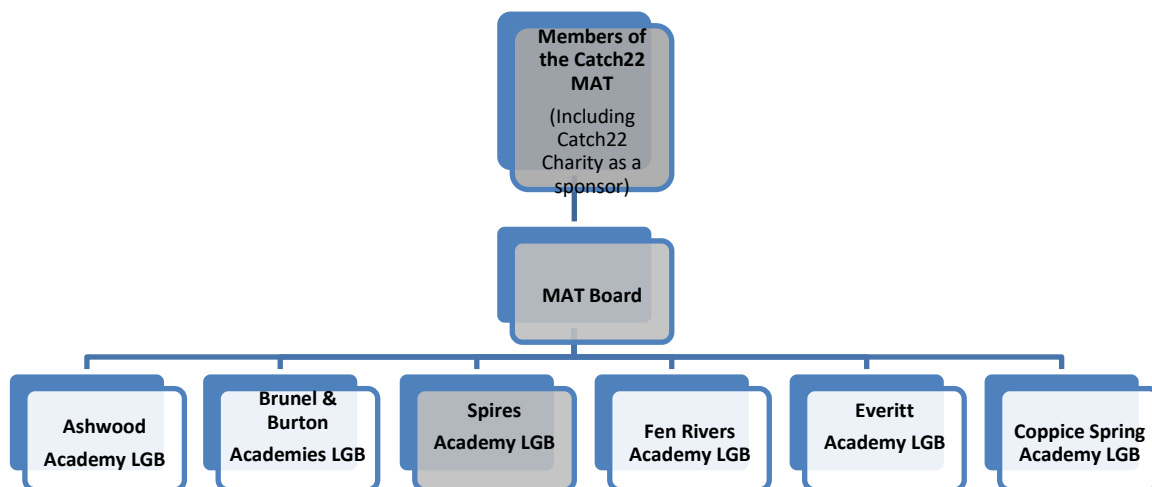 Members of
the Catch22
MAT
(Including
Catch22
Charity as a
sponsor)
MAT Board
Ashwood
Academy LGB
Brunel &
Burton
Academies LGB
Spires
Academy LGB
Fen Rivers
Academy LGB
Everitt
Academy LGB
Coppice Spring
Academy LGB